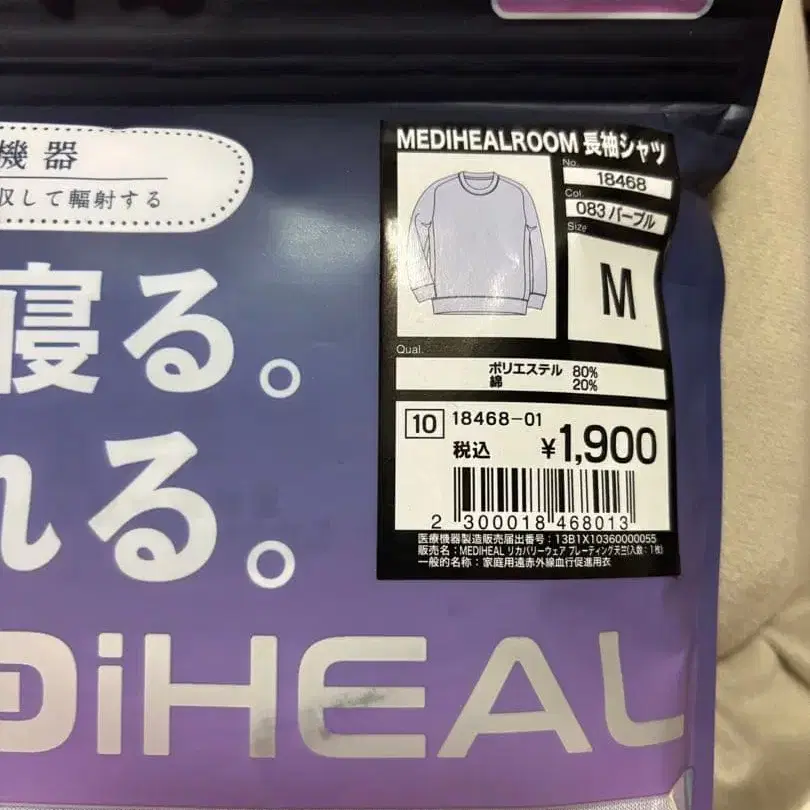 機器
収して輻射する
寝る。
れる。
DiHEAL
MEDIHEALROOM 長袖シャツ
No.
18468
Col.
083 パープル
Size
M
Qual.
ポリエステル 80%
綿 20%
10 18468-01
税込 ¥1,900
2 300018 468013
医療機器製造販売届出番号：13B1X10360000055
販売名：MEDIHEAL リカバリーウェア プレーティング天竺(入数：1枚)
一般的名称：家庭用遠赤外線血行促進用衣